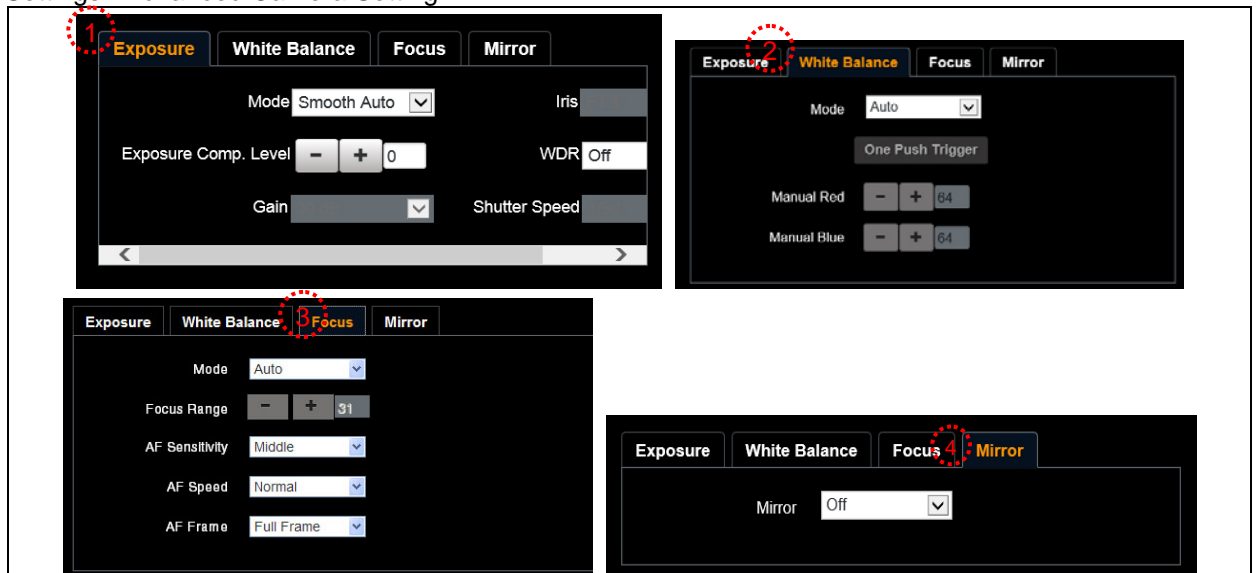 1
Exposure White Balance Focus Mirror
Mode Smooth Auto Iris
Exposure Comp. Level - + 0 WDR Off
Gain Shutter Speed
2
Exposure White Balance Focus Mirror
Mode Auto
One Push Trigger
Manual Red - + 64
Manual Blue - + 64
3
Exposure White Balance Focus Mirror
Mode Auto
Focus Range - + 31
AF Sensitivity Middle
AF Speed Normal
AF Frame Full Frame
4
Exposure White Balance Focus Mirror
Mirror Off